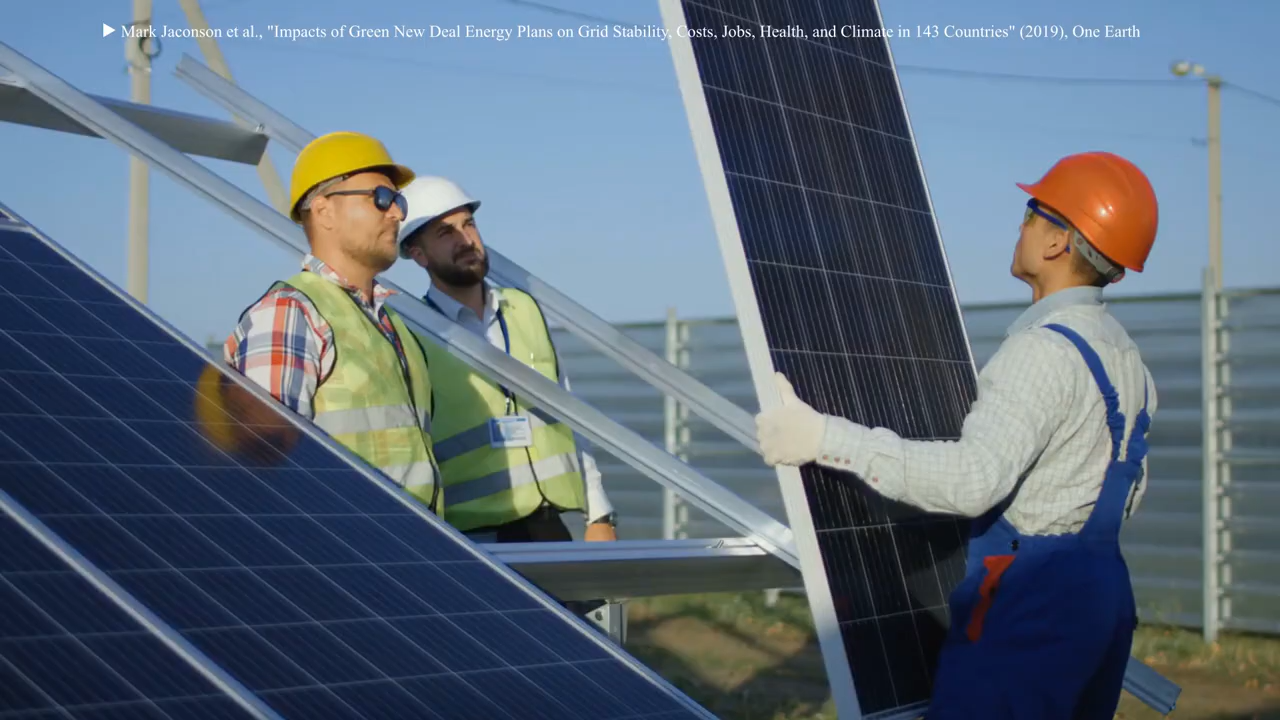 ▶ Mark Jaconson et al., "Impacts of Green New Deal Energy Plans on Grid Stability, Costs, Jobs, Health, and Climate in 143 Countries" (2019), One Earth